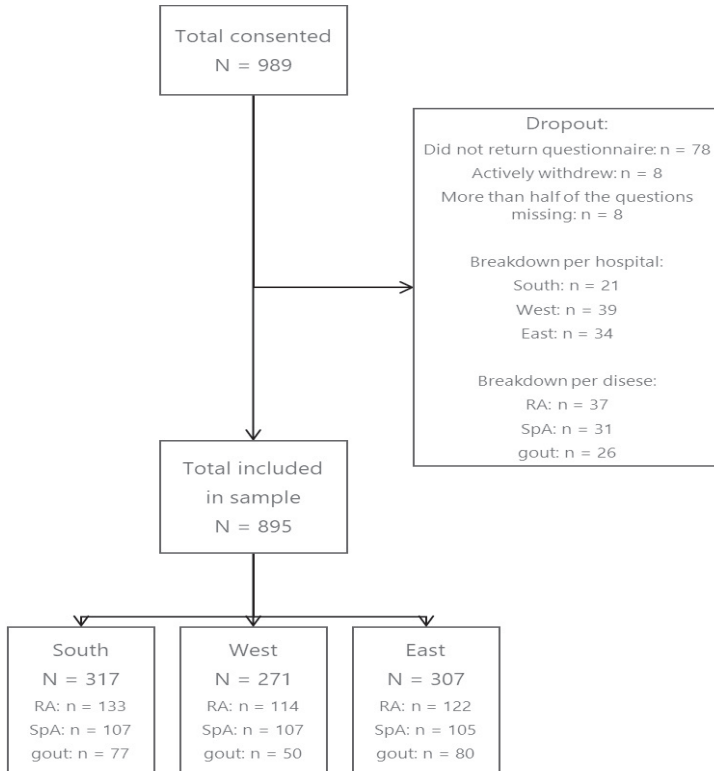 Total consented
N = 989
Dropout:
Did not return questionnaire: n = 78
Actively withdrew: n = 8
More than half of the questions
missing: n = 8
Breakdown per hospital:
South: n = 21
West: n = 39
East: n = 34
Breakdown per disese:
RA: n = 37
SpA: n = 31
gout: n = 26
Total included
in sample
N = 895
South
N = 317
RA: n = 133
SpA: n = 107
gout: n = 77
West
N = 271
RA: n = 114
SpA: n = 107
gout: n = 50
East
N = 307
RA: n = 122
SpA: n = 105
gout: n = 80